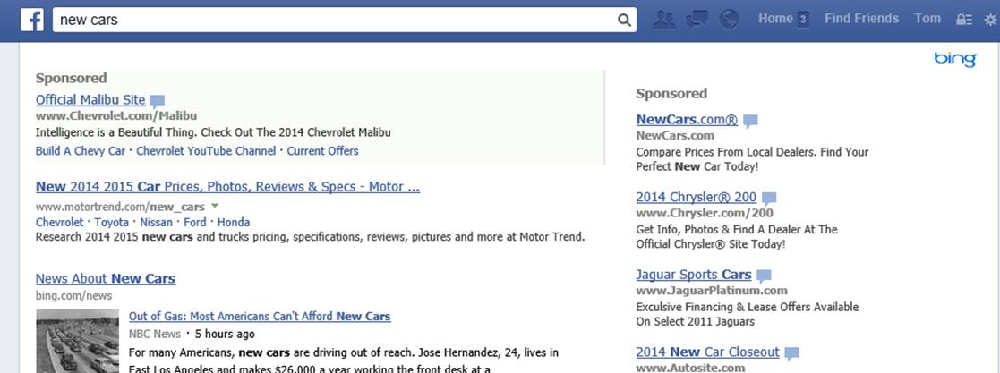 new cars
Home 3 Find Friends Tom
bing
Sponsored
Official Malibu Site
www.Chevrolet.com/Malibu
Intelligence is a Beautiful Thing. Check Out The 2014 Chevrolet Malibu
Build A Chevy Car · Chevrolet YouTube Channel · Current Offers
New 2014 2015 Car Prices, Photos, Reviews & Specs - Motor ...
www.motortrend.com/new_cars
Chevrolet · Toyota · Nissan · Ford · Honda
Research 2014 2015 new cars and trucks pricing, specifications, reviews, pictures and more at Motor Trend.
News About New Cars
bing.com/news
Out of Gas: Most Americans Can't Afford New Cars
NBC News · 5 hours ago
For many Americans, new cars are driving out of reach. Jose Hernandez, 24, lives in
East Los Angeles and makes $26,000 a year working the front desk at a
Sponsored
NewCars.com®
NewCars.com
Compare Prices From Local Dealers. Find Your
Perfect New Car Today!
2014 Chrysler® 200
www.Chrysler.com/200
Get Info, Photos & Find A Dealer At The
Official Chrysler® Site Today!
Jaguar Sports Cars
www.JaguarPlatinum.com
Exculsive Financing & Lease Offers Available
On Select 2011 Jaguars
2014 New Car Closeout
www.Autosite.com